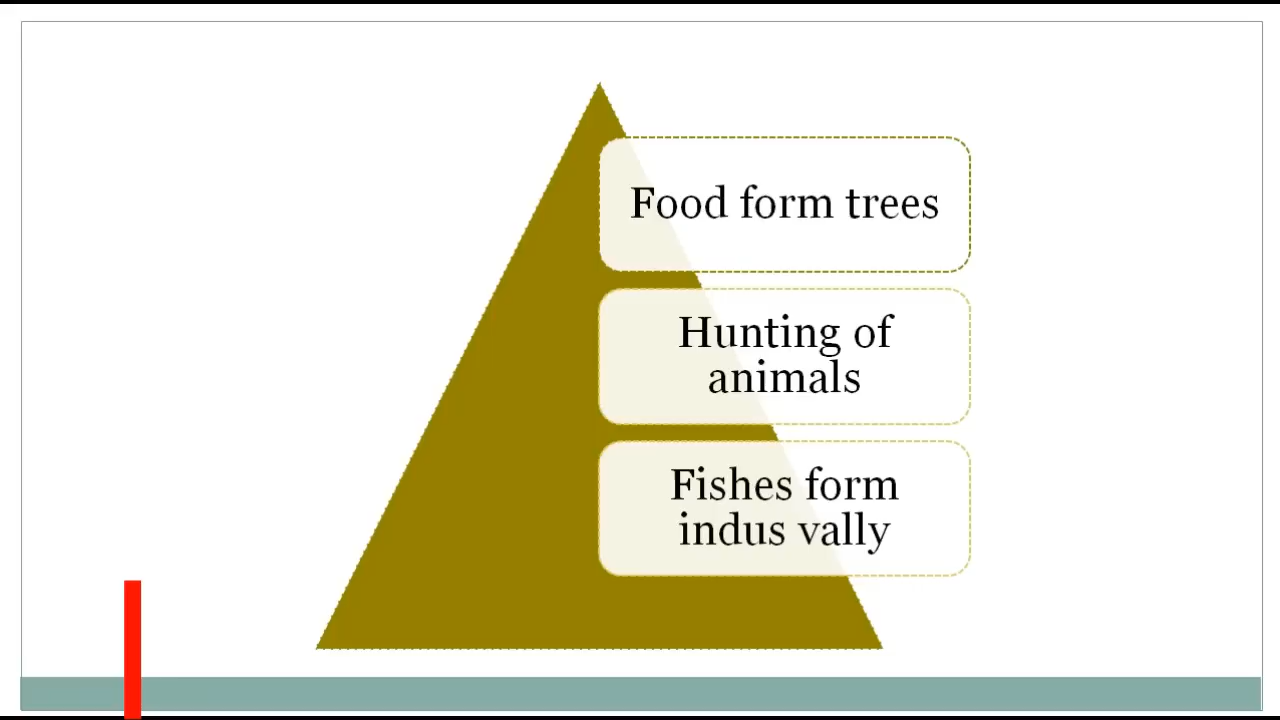 Food form trees
Hunting of
animals
Fishes form
indus vally